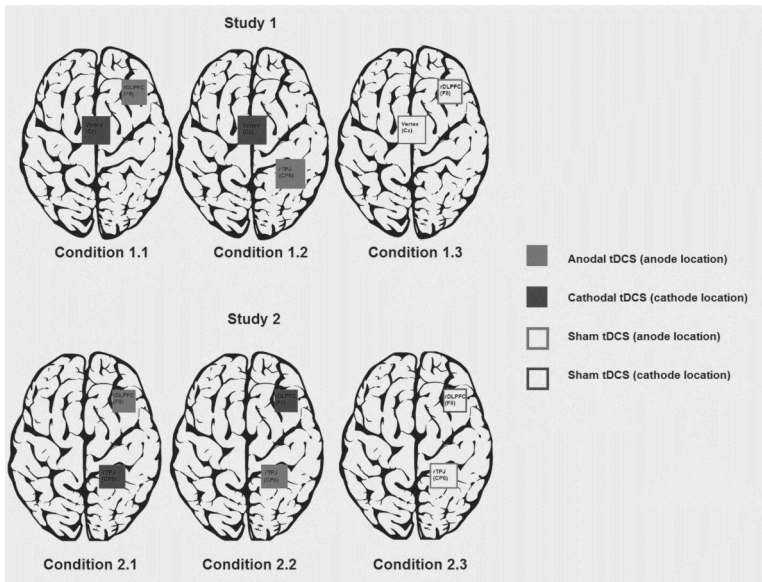 Study 1
rDLPFC
(F8)
Vertex
(Cz)
Vertex
(Cz)
rTPJ
(CP6)
rDLPFC
(F8)
Vertex
(Cz)
Condition 1.1
Condition 1.2
Condition 1.3
Anodal tDCS (anode location)
Cathodal tDCS (cathode location)
Sham tDCS (anode location)
Sham tDCS (cathode location)
Study 2
rDLPFC
(F8)
rTPJ
(CP6)
rDLPFC
(F8)
rTPJ
(CP6)
rDLPFC
(F8)
rTPJ
(CP6)
Condition 2.1
Condition 2.2
Condition 2.3